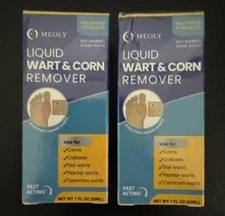 MEOLY
LIQUID
WART & CORN
REMOVER
Use for
✓Corns
✓Calluses
✓Flat warts
✓Plantar warts
✓Common warts
FAST
ACTING
NET WT 1 FL OZ (30ML)
MEOLY
MAXIMUM
STRENGTH
LIQUID
WART & CORN
REMOVER
Use for
✓Corns
✓Calluses
✓Flat warts
✓Plantar warts
✓Common warts
FAST
ACTING
NET WT 1 FL OZ (30ML)